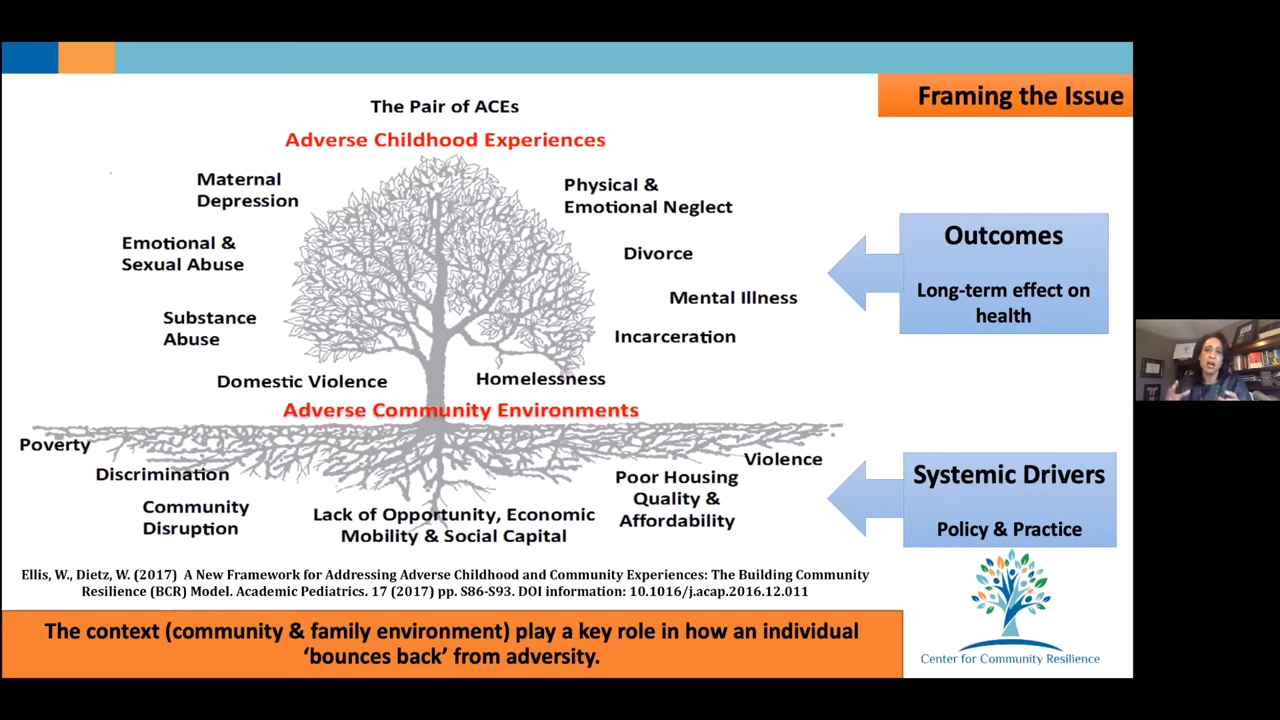 Framing the Issue
The Pair of ACEs
Adverse Childhood Experiences
Maternal
Depression
Physical &
Emotional Neglect
Emotional &
Sexual Abuse
Divorce
Mental Illness
Substance
Abuse
Incarceration
Domestic Violence
Homelessness
Outcomes
Long-term effect on
health
Adverse Community Environments
Poverty
Discrimination
Community
Disruption
Lack of Opportunity, Economic
Mobility & Social Capital
Poor Housing
Quality &
Affordability
Violence
Systemic Drivers
Policy & Practice
Ellis, W., Dietz, W. (2017) A New Framework for Addressing Adverse Childhood and Community Experiences: The Building Community
Resilience (BCR) Model. Academic Pediatrics. 17 (2017) pp. S86-S93. DOI information: 10.1016/j.acap.2016.12.011
The context (community & family environment) play a key role in how an individual
‘bounces back’ from adversity.
Center for Community Resilience